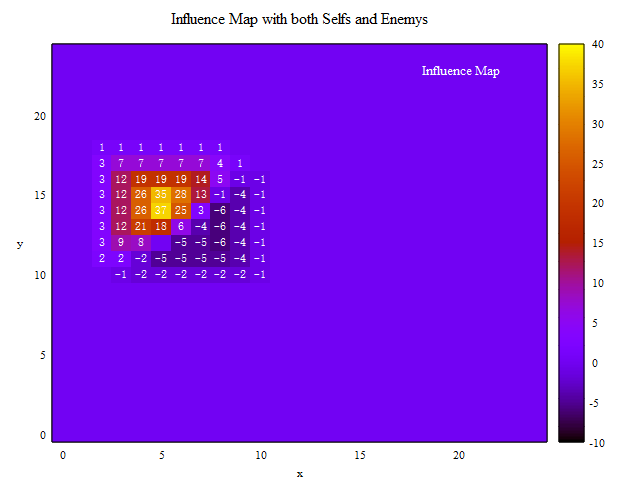 Influence Map with both Selfs and Enemys
40
Influence Map
35
30
20
1 1 1 1 1 1 1
25
3 7 7 7 7 7 4 1
3 12 19 19 19 14 5 -1 -1
20
15
3 12 26 35 28 13 -1 -4 -1
3 12 26 37 25 3 -6 -4 -1
15
3 12 21 18 6 -4 -6 -4 -1
y
3 9 8 -5 -5 -6 -4 -1
10
2 2 -2 -5 -5 -5 -5 -4 -1
10
-1 -2 -2 -2 -2 -2 -2 -1
5
5
0
-5
0
-10
0 5 10 15 20
x